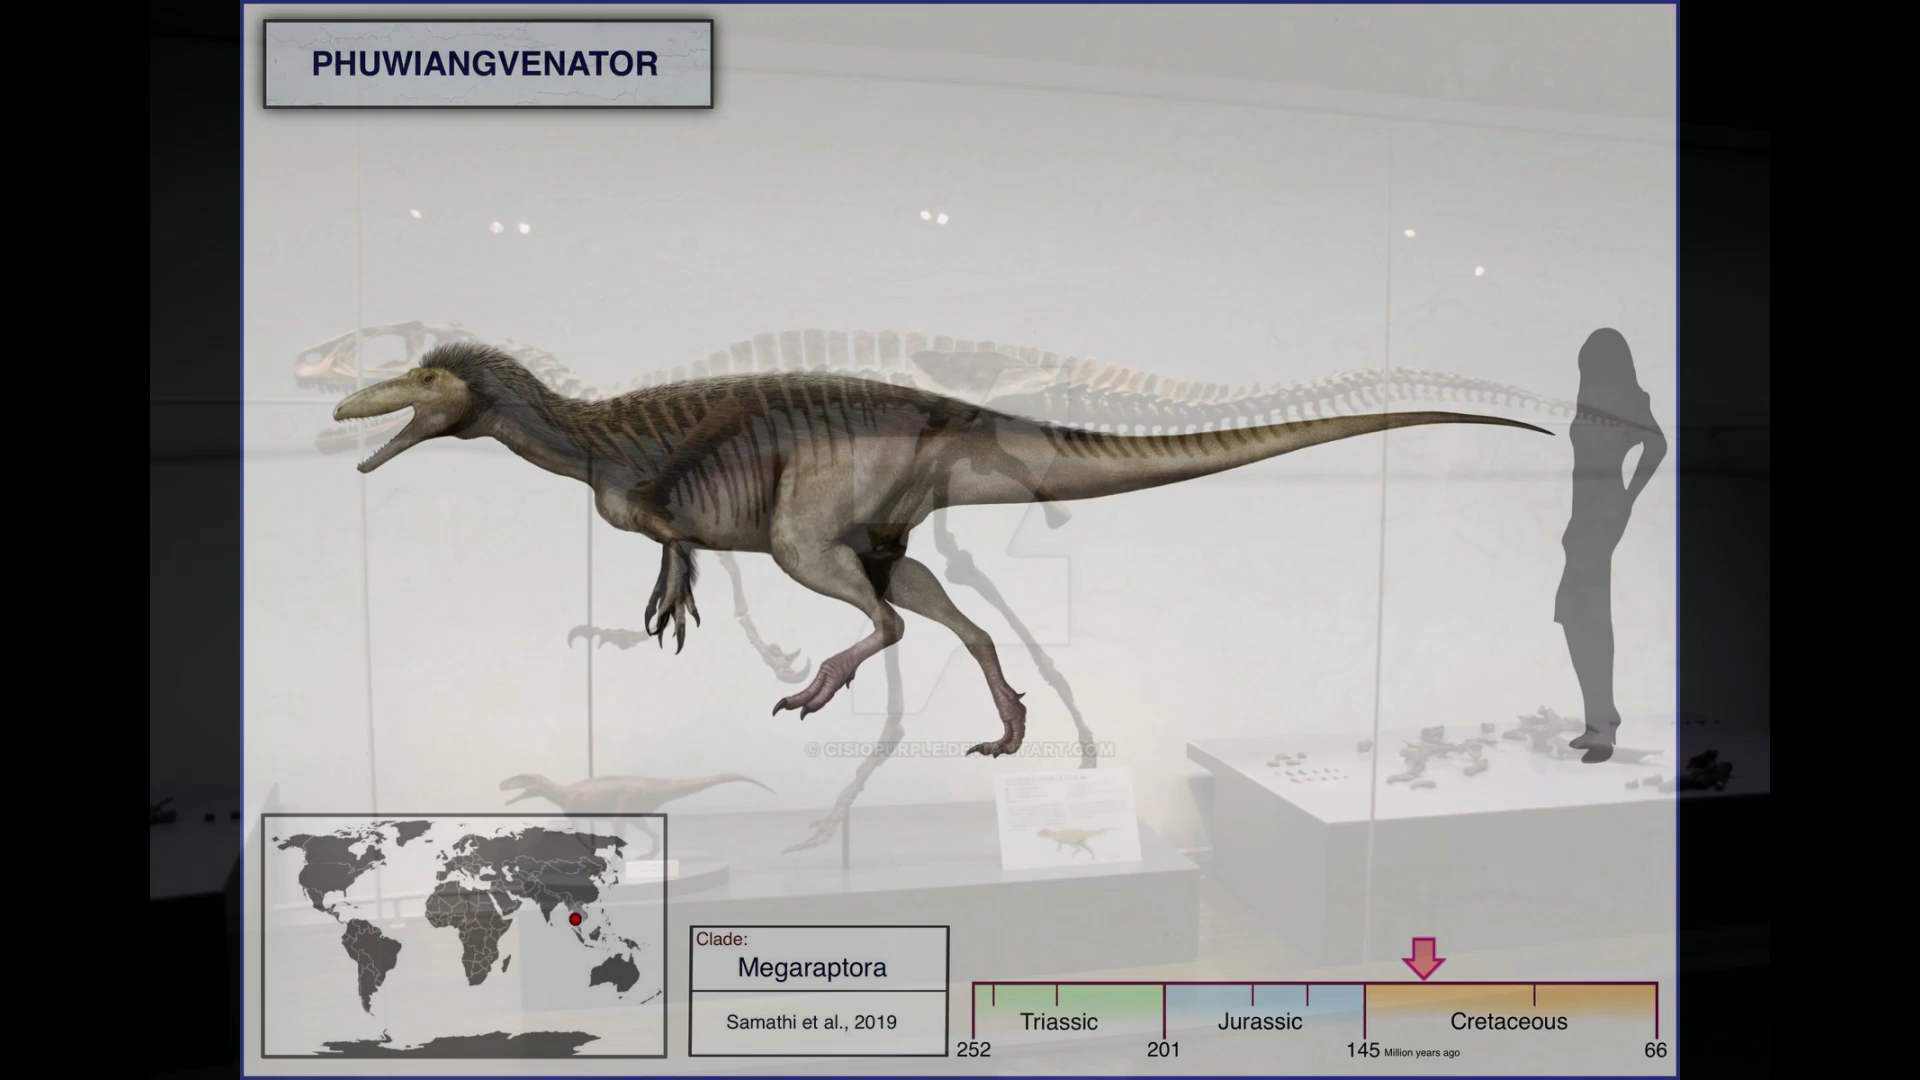 PHUWIANGVENATOR
© CISIOPURPLE.DEVIANTART.COM
Clade:
Megaraptora
Samathi et al., 2019
Triassic
Jurassic
Cretaceous
252
201
145 Million years ago
66